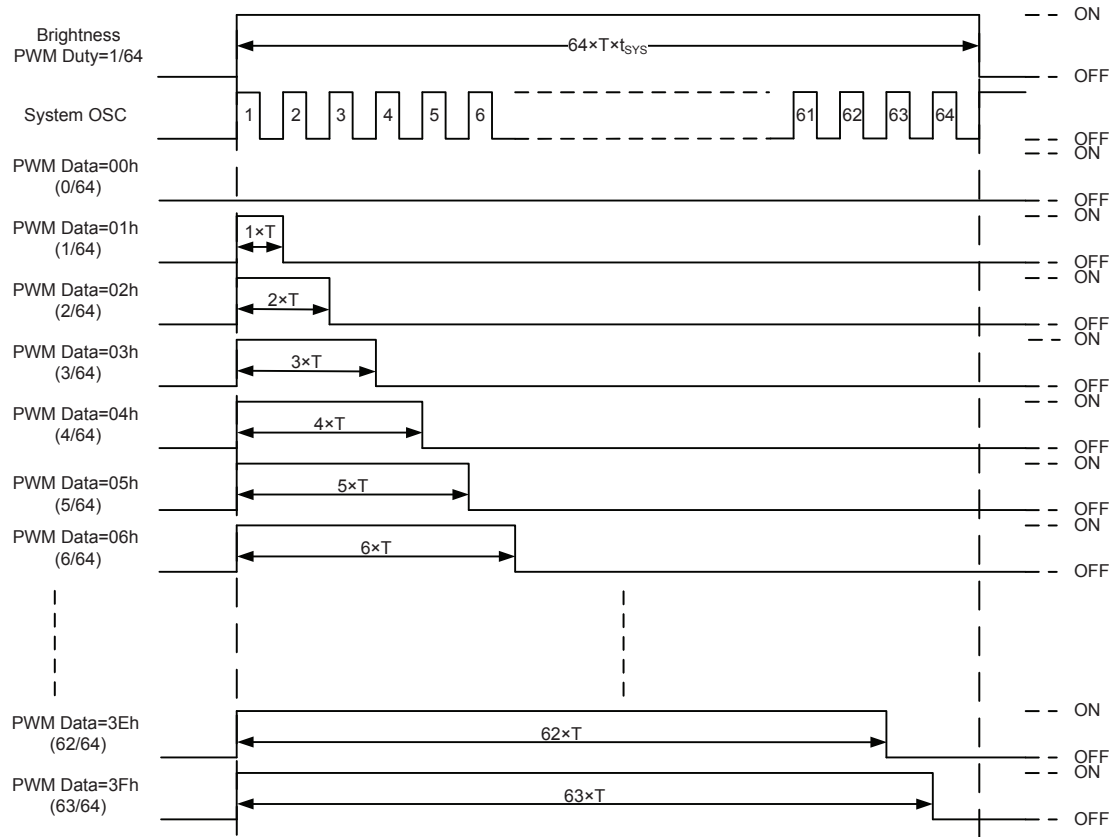 Brightness
PWM Duty=1/64
64×T×tSYS
ON
OFF
System OSC
1 2 3 4 5 6 61 62 63 64
OFF
PWM Data=00h
(0/64)
ON
OFF
PWM Data=01h
(1/64)
1×T
ON
OFF
PWM Data=02h
(2/64)
2×T
ON
OFF
PWM Data=03h
(3/64)
3×T
ON
OFF
PWM Data=04h
(4/64)
4×T
ON
OFF
PWM Data=05h
(5/64)
5×T
ON
OFF
PWM Data=06h
(6/64)
6×T
ON
OFF
PWM Data=3Eh
(62/64)
62×T
ON
OFF
PWM Data=3Fh
(63/64)
63×T
ON
OFF